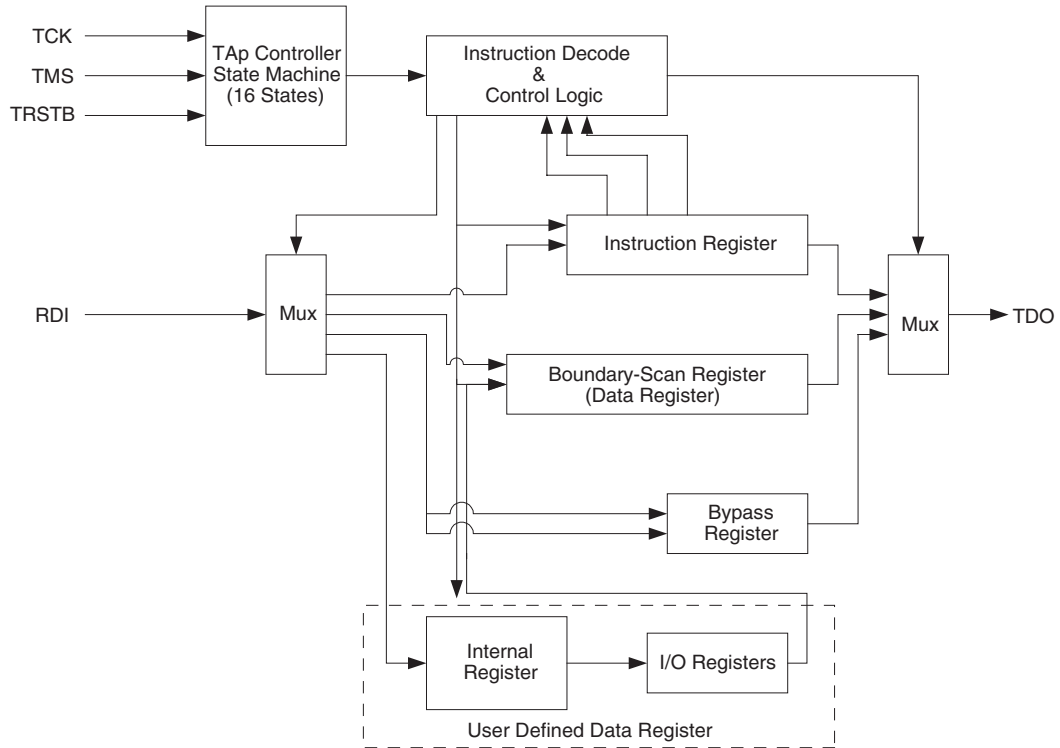 TCK
TMS
TRSTB
TAp Controller
State Machine
(16 States)
Instruction Decode
&
Control Logic
Instruction Register
RDI
Mux
Mux
TDO
Boundary-Scan Register
(Data Register)
Bypass
Register
Internal
Register
I/O Registers
User Defined Data Register